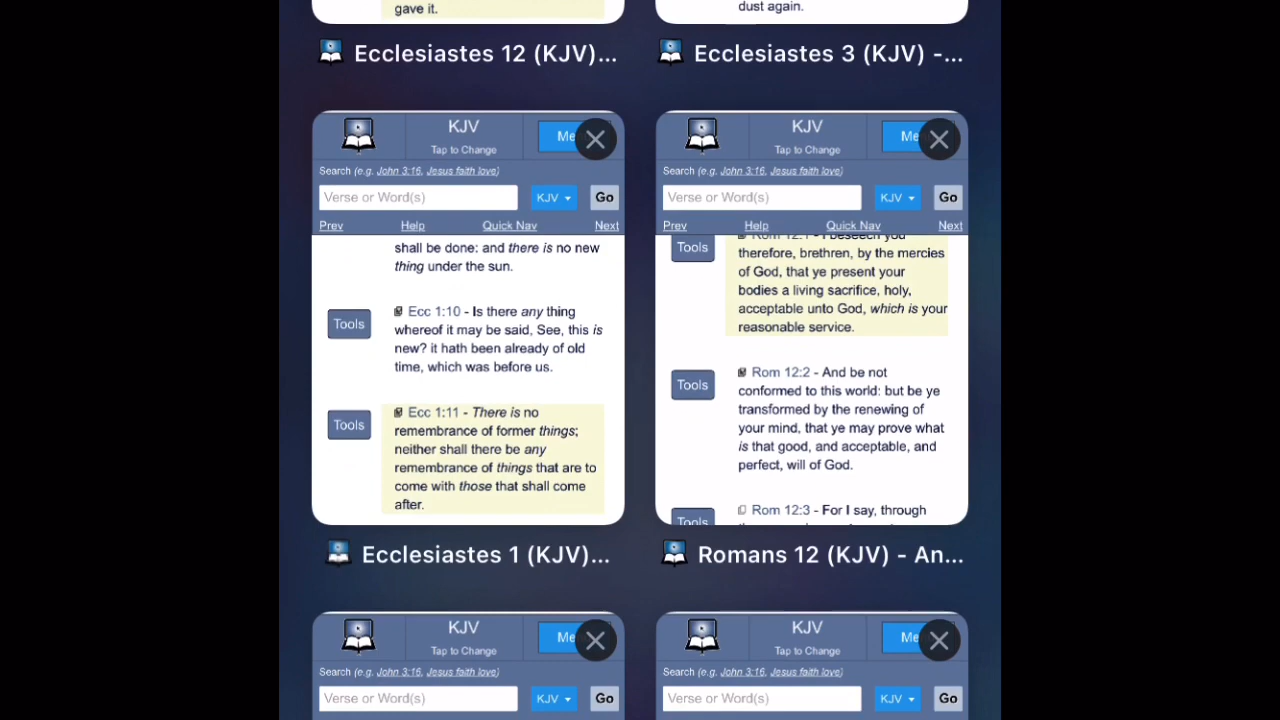 gave it.
dust again.
Ecclesiastes 12 (KJV)...
Ecclesiastes 3 (KJV) -...
KJV
Tap to Change
Me
Search (e.g. John 3:16, Jesus faith love)
Verse or Word(s)
KJV
Go
Prev
Help
Quick Nav
Next
shall be done: and there is no new
thing under the sun.
Tools
Ecc 1:10 - Is there any thing
whereof it may be said, See, this is
new? it hath been already of old
time, which was before us.
Tools
Ecc 1:11 - There is no
remembrance of former things;
neither shall there be any
remembrance of things that are to
come with those that shall come
after.
Ecclesiastes 1 (KJV)...
KJV
Tap to Change
Me
Search (e.g. John 3:16, Jesus faith love)
Verse or Word(s)
KJV
Go
Prev
Help
Quick Nav
Next
Tools
Rom 12:1 - I beseech you
therefore, brethren, by the mercies
of God, that ye present your
bodies a living sacrifice, holy,
acceptable unto God, which is your
reasonable service.
Tools
Rom 12:2 - And be not
conformed to this world: but be ye
transformed by the renewing of
your mind, that ye may prove what
is that good, and acceptable, and
perfect, will of God.
Tools
Rom 12:3 - For I say, through
Romans 12 (KJV) - An...
KJV
Tap to Change
Me
Search (e.g. John 3:16, Jesus faith love)
Verse or Word(s)
KJV
Go
KJV
Tap to Change
Me
Search (e.g. John 3:16, Jesus faith love)
Verse or Word(s)
KJV
Go